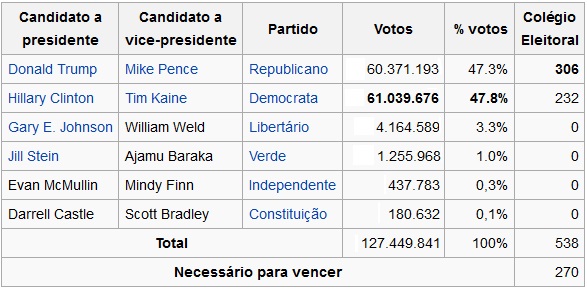 Candidato a presidente Candidato a vice-presidente Partido Votos % votos Colégio Eleitoral
Donald Trump Mike Pence Republicano 60.371.193 47.3% 306
Hillary Clinton Tim Kaine Democrata 61.039.676 47.8% 232
Gary E. Johnson William Weld Libertário 4.164.589 3.3% 0
Jill Stein Ajamu Baraka Verde 1.255.968 1.0% 0
Evan McMullin Mindy Finn Independente 437.783 0,3% 0
Darrell Castle Scott Bradley Constituição 180.632 0,1% 0
Total 127.449.841 100% 538
Necessário para vencer 270